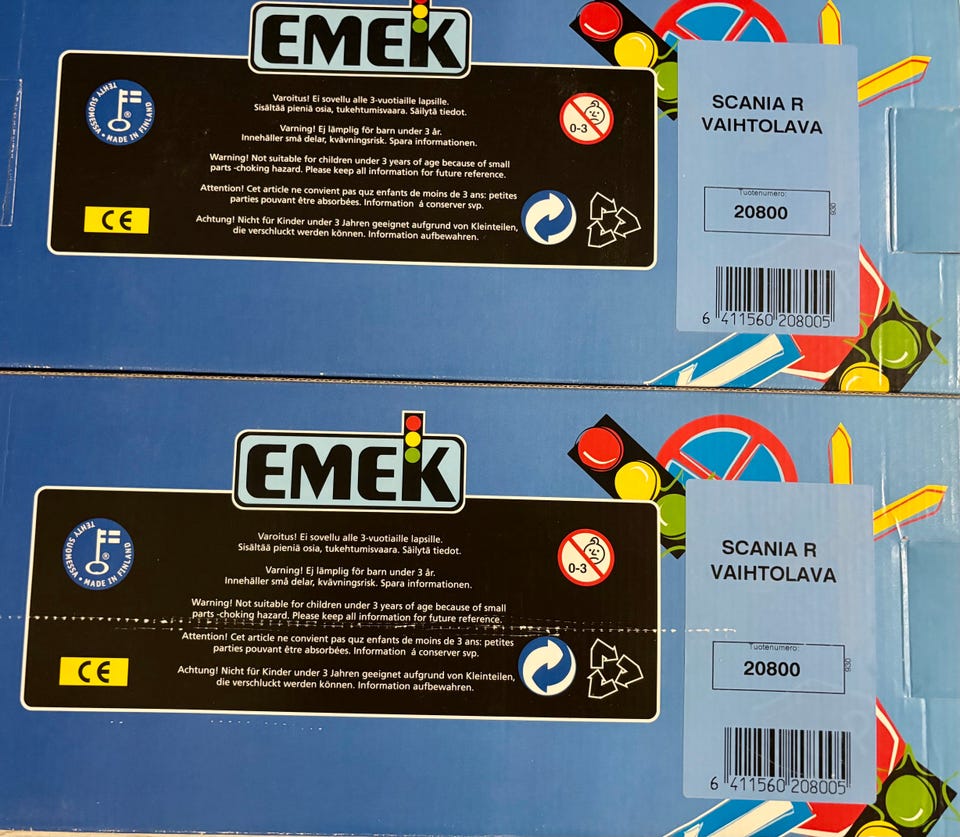 EMEK
TEHTY SUOMESSA • MADE IN FINLAND
®
CE
Varoitus! Ei sovellu alle 3-vuotiaille lapsille.
Sisältää pieniä osia, tukehtumisvaara. Säilytä tiedot.
Varning! Ej lämplig för barn under 3 år.
Innehäller små delar, kvävningsrisk. Spara informationen.
Warning! Not suitable for children under 3 years of age because of small
parts -choking hazard. Please keep all information for future reference.
Attention! Cet article ne convient pas quz enfants de moins de 3 ans: petites
parties pouvant être absorbées. Information á conserver svp.
Achtung! Nicht für Kinder under 3 Jahren geeignet aufgrund von Kleinteilen,
die verschluckt werden können. Information aufbewahren.
0-3
SCANIA R
VAIHTOLAVA
Tuotenumero:
20800
930
6 411560 208005
EMEK
TEHTY SUOMESSA • MADE IN FINLAND
®
CE
Varoitus! Ei sovellu alle 3-vuotiaille lapsille.
Sisältää pieniä osia, tukehtumisvaara. Säilytä tiedot.
Varning! Ej lämplig för barn under 3 år.
Innehäller små delar, kvävningsrisk. Spara informationen.
Warning! Not suitable for children under 3 years of age because of small
parts -choking hazard. Please keep all information for future reference.
Attention! Cet article ne convient pas quz enfants de moins de 3 ans: petites
parties pouvant être absorbées. Information á conserver svp.
Achtung! Nicht für Kinder under 3 Jahren geeignet aufgrund von Kleinteilen,
die verschluckt werden können. Information aufbewahren.
0-3
SCANIA R
VAIHTOLAVA
Tuotenumero:
20800
930
6 411560 208005